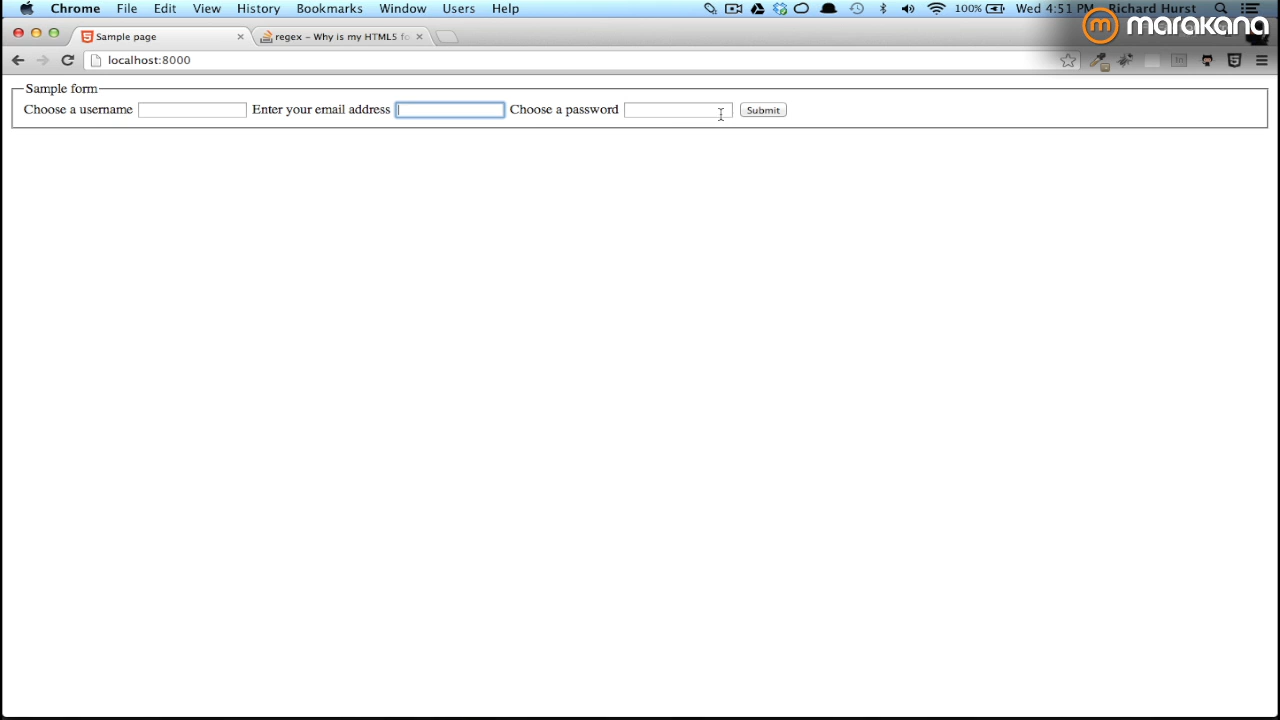 Chrome File Edit View History Bookmarks Window Users Help 100% Wed 4:51 PM Richard Hurst
marakana
Sample page regex – Why is my HTML5 fo
localhost:8000
Sample form
Choose a username Enter your email address Choose a password Submit